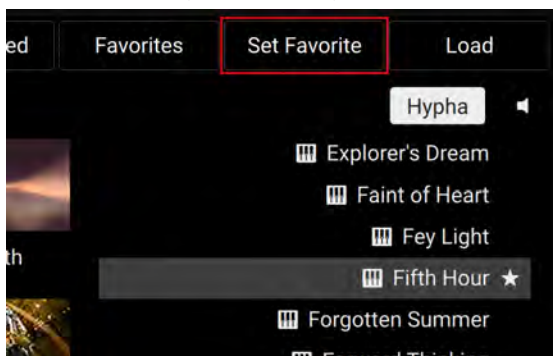 ed Favorites Set Favorite Load
Hypha
Explorer's Dream
Faint of Heart
th
Fey Light
Fifth Hour
Forgotten Summer